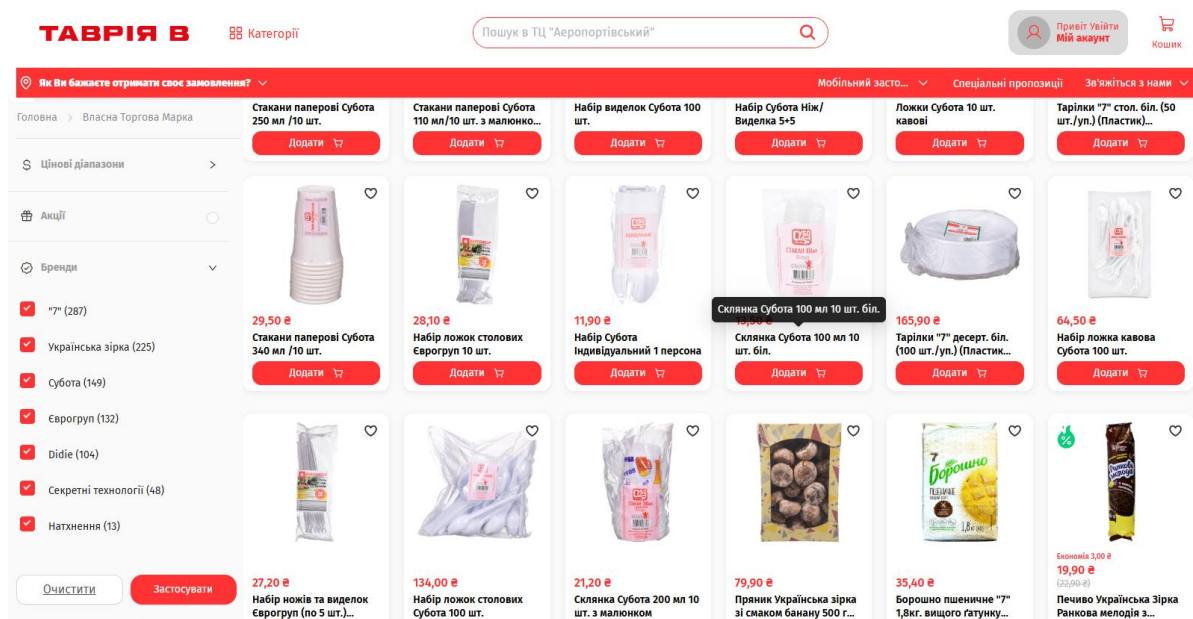 ТАВРІЯ В
Категорії
Пошук в ТЦ "Аеропортівський"
Привіт Увійти
Мій акаунт
Кошик
Як Ви бажаєте отримати своє замовлення?
Мобільний засто...
Спеціальні пропозиції
Зв'яжіться з нами
Головна > Власна Торгова Марка
Цінові діапазони
Акції
Бренди
"7" (287)
Українська зірка (225)
Субота (149)
Єврогруп (132)
Didie (104)
Секретні технології (48)
Натхнення (13)
Очистити
Застосувати
Стакани паперові Субота
250 мл /10 шт.
Додати
Стакани паперові Субота
110 мл/10 шт. з малюнко...
Додати
Набір виделок Субота 100
шт.
Додати
Набір Субота Ніж/
Виделка 5+5
Додати
Ложки Субота 10 шт.
кавові
Додати
Тарілки "7" стол. біл. (50
шт./уп.) (Пластик)...
Додати
29,50 ₴
Стакани паперові Субота
340 мл /10 шт.
Додати
28,10 ₴
Набір ложок столових
Єврогруп 10 шт.
Додати
11,90 ₴
Набір Субота
Індивідуальний 1 персона
Додати
Склянка Субота 100 мл 10 шт. біл.
13,50 ₴
Склянка Субота 100 мл 10
шт. біл.
Додати
165,90 ₴
Тарілки "7" десерт. біл.
(100 шт./уп.) (Пластик...
Додати
64,50 ₴
Набір ложка кавова
Субота 100 шт.
Додати
27,20 ₴
Набір ножів та виделок
Єврогруп (по 5 шт.)...
134,00 ₴
Набір ложок столових
Субота 100 шт.
21,20 ₴
Склянка Субота 200 мл 10
шт. з малюнком
79,90 ₴
Пряник Українська зірка
зі смаком банану 500 г...
7
Борошно
ПШЕНИЧНЕ
1,8кг
35,40 ₴
Борошно пшеничне "7"
1,8кг. вищого ґатунку...
Економія 3,00 ₴
19,90 ₴
(22,90 ₴)
Печиво Українська Зірка
Ранкова мелодія з...